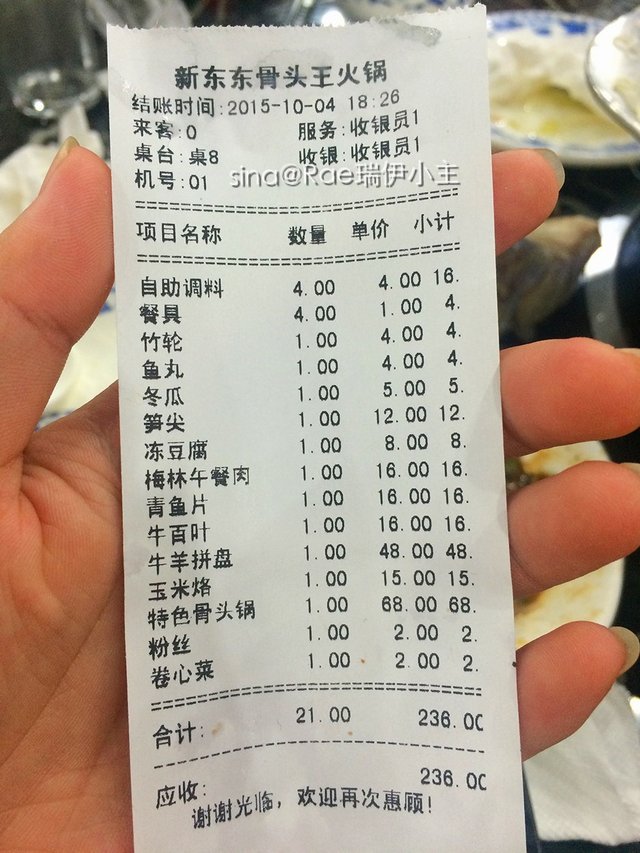 新东东骨头王火锅
结账时间:2015-10-04 18:26
来客:0 服务:收银员1
桌台:桌8 收银:收银员1
机号:01
sina@Rae瑞伊小主
项目名称 数量 单价 小计
自助调料 4.00 4.00 16.
餐具 4.00 1.00 4.
竹轮 1.00 4.00 4.
鱼丸 1.00 4.00 4.
冬瓜 1.00 5.00 5.
笋尖 1.00 12.00 12.
冻豆腐 1.00 8.00 8.
梅林午餐肉 1.00 16.00 16.
青鱼片 1.00 16.00 16.
牛百叶 1.00 16.00 16.
牛羊拼盘 1.00 48.00 48.
玉米烙 1.00 15.00 15.
特色骨头锅 1.00 68.00 68.
粉丝 1.00 2.00 2.
卷心菜 1.00 2.00 2.
合计: 21.00 236.00
应收: 236.00
谢谢光临，欢迎再次惠顾!